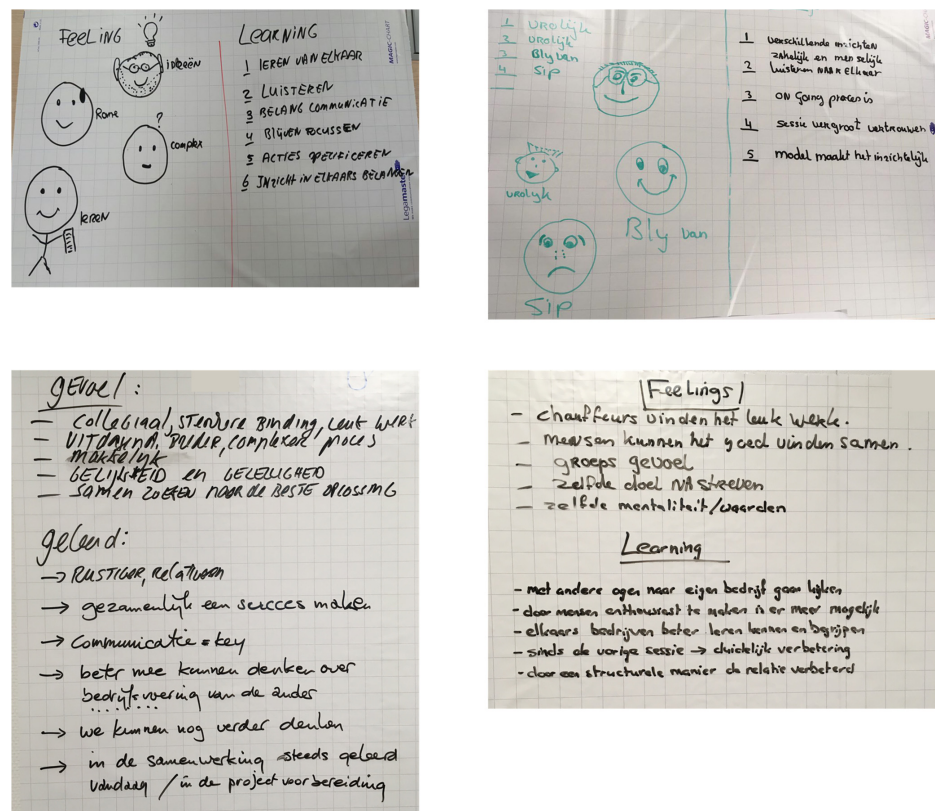 FEELING
ideeën
Rone
?
complex
leren
LEARNING
1 LEREN VAN ELKAAR
2 LUISTEREN
3 BELANG COMMUNICATIE
4 BLIJVEN FOCUSSEN
5 ACTIES SPECIFICEREN
6 INZICHT IN ELKAARS BELANGEN
MAGIC-CHART
Legamaster
1 vrolijk
2 vrolijk
3 Bly van
4 Sip
vrolyk
Bly van
Sip
1 verschillende inzichten
zakelijk en menselijk
2 luisteren NAAR elkaar
3 ON Going proces is
4 sessie vergroot vertrouwen
5 model maakt het inzichtelijk
gevoel:
— collegiaal, sterkere Binding, leuk werk
— UITDAGEND, BREDER, complexer proces
— makkelyk
— GELIJKHEID en GELEZIGHEID
— samen zoeken naar de BESTE OPLOSSING
geleerd:
→ RUSTIGER, relativeren
→ gezamenlijk een succes maken
→ Communicatie = key
→ beter mee kunnen denken over
bedrijfsvoering van de ander
→ we kunnen nog verder denken
→ in de samenwerking steeds geleerd
vandaag / in de project voorbereiding
Feelings
- chauffeurs vinden het leuk werk.
- mensen kunnen het goed vinden samen.
- groeps gevoel
- zelfde doel NA streven
- zelfde mentaliteit/waarden
Learning
- met andere ogen naar eigen bedrijf gaan kijken
- door mensen enthousiast te maken is er meer mogelijk
- elkaars bedrijven beter leren kennen en begrijpen
- sinds de vorige sessie → duidelijk verbetering
- door een structurale manier de relatie verbeterd